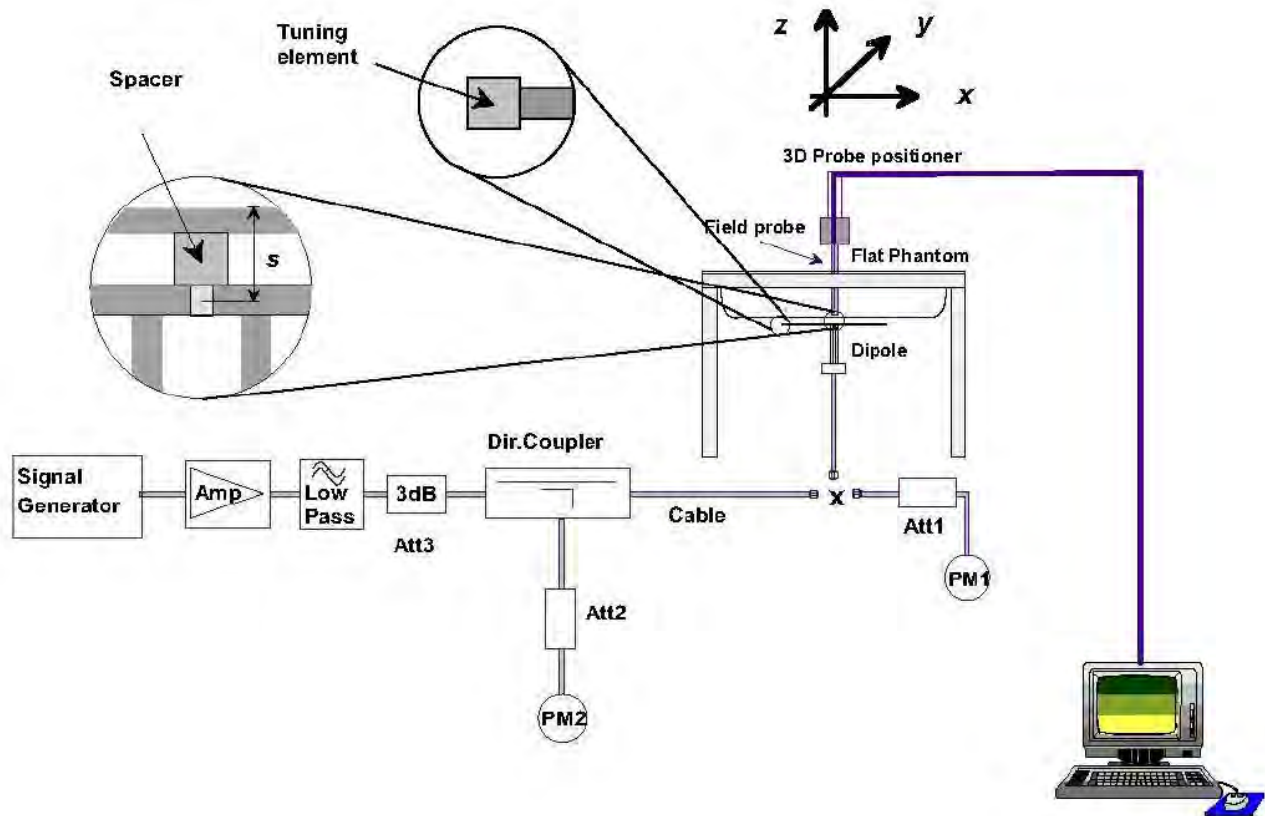 z
y
x
Tuning
element
Spacer
s
3D Probe positioner
Field probe
Flat Phantom
Dipole
Dir.Coupler
Signal
Generator
Amp
Low
Pass
3dB
Att3
Cable
x
Att1
PM1
Att2
PM2